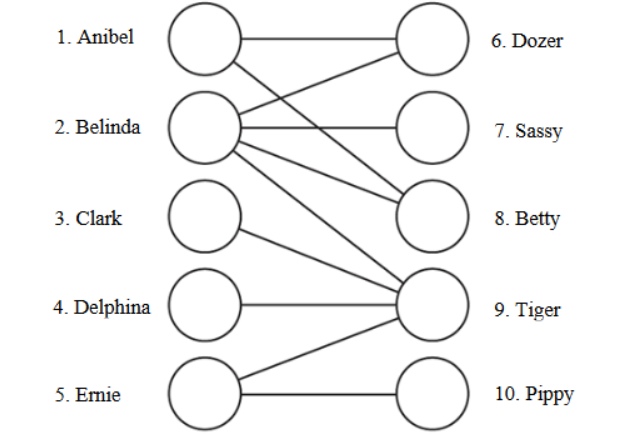 1. Anibel
6. Dozer
2. Belinda
7. Sassy
3. Clark
8. Betty
4. Delphina
9. Tiger
5. Ernie
10. Pippy